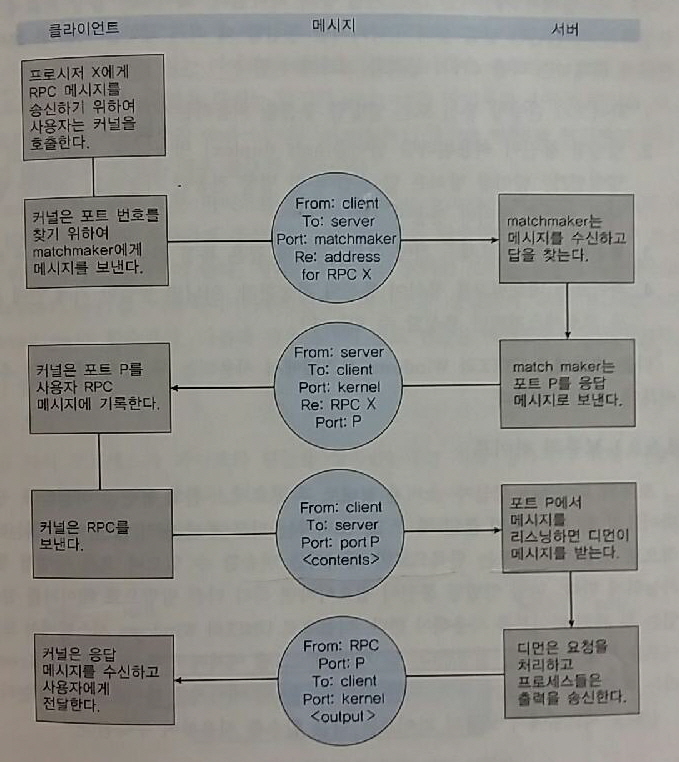 클라이언트
메시지
서버
프로시저 X에게
RPC 메시지를
송신하기 위하여
사용자는 커널을
호출한다.
커널은 포트 번호를
찾기 위하여
matchmaker에게
메시지를 보낸다.
From: client
To: server
Port: matchmaker
Re: address
for RPC X
matchmaker는
메시지를 수신하고
답을 찾는다.
커널은 포트 P를
사용자 RPC
메시지에 기록한다.
From: server
To: client
Port: kernel
Re: RPC X
Port: P
match maker는
포트 P를 응답
메시지로 보낸다.
커널은 RPC를
보낸다.
From: client
To: server
Port: port P
<contents>
포트 P에서
메시지를
리스닝하면 디먼이
메시지를 받는다.
커널은 응답
메시지를 수신하고
사용자에게
전달한다.
From: RPC
Port: P
To: client
Port: kernel
<output>
디먼은 요청을
처리하고
프로세스들은
출력을 송신한다.